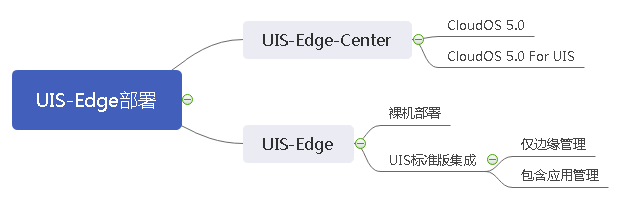 UIS-Edge部署
UIS-Edge-Center
CloudOS 5.0
CloudOS 5.0 For UIS
UIS-Edge
裸机部署
UIS标准版集成
仅边缘管理
包含应用管理